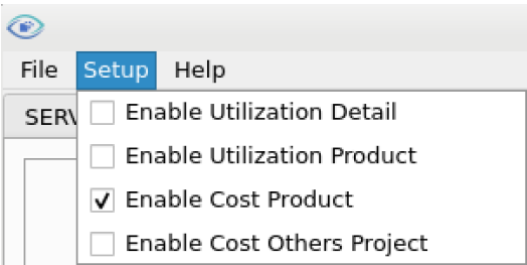 File Setup Help
SERV
Enable Utilization Detail
Enable Utilization Product
Enable Cost Product
Enable Cost Others Project